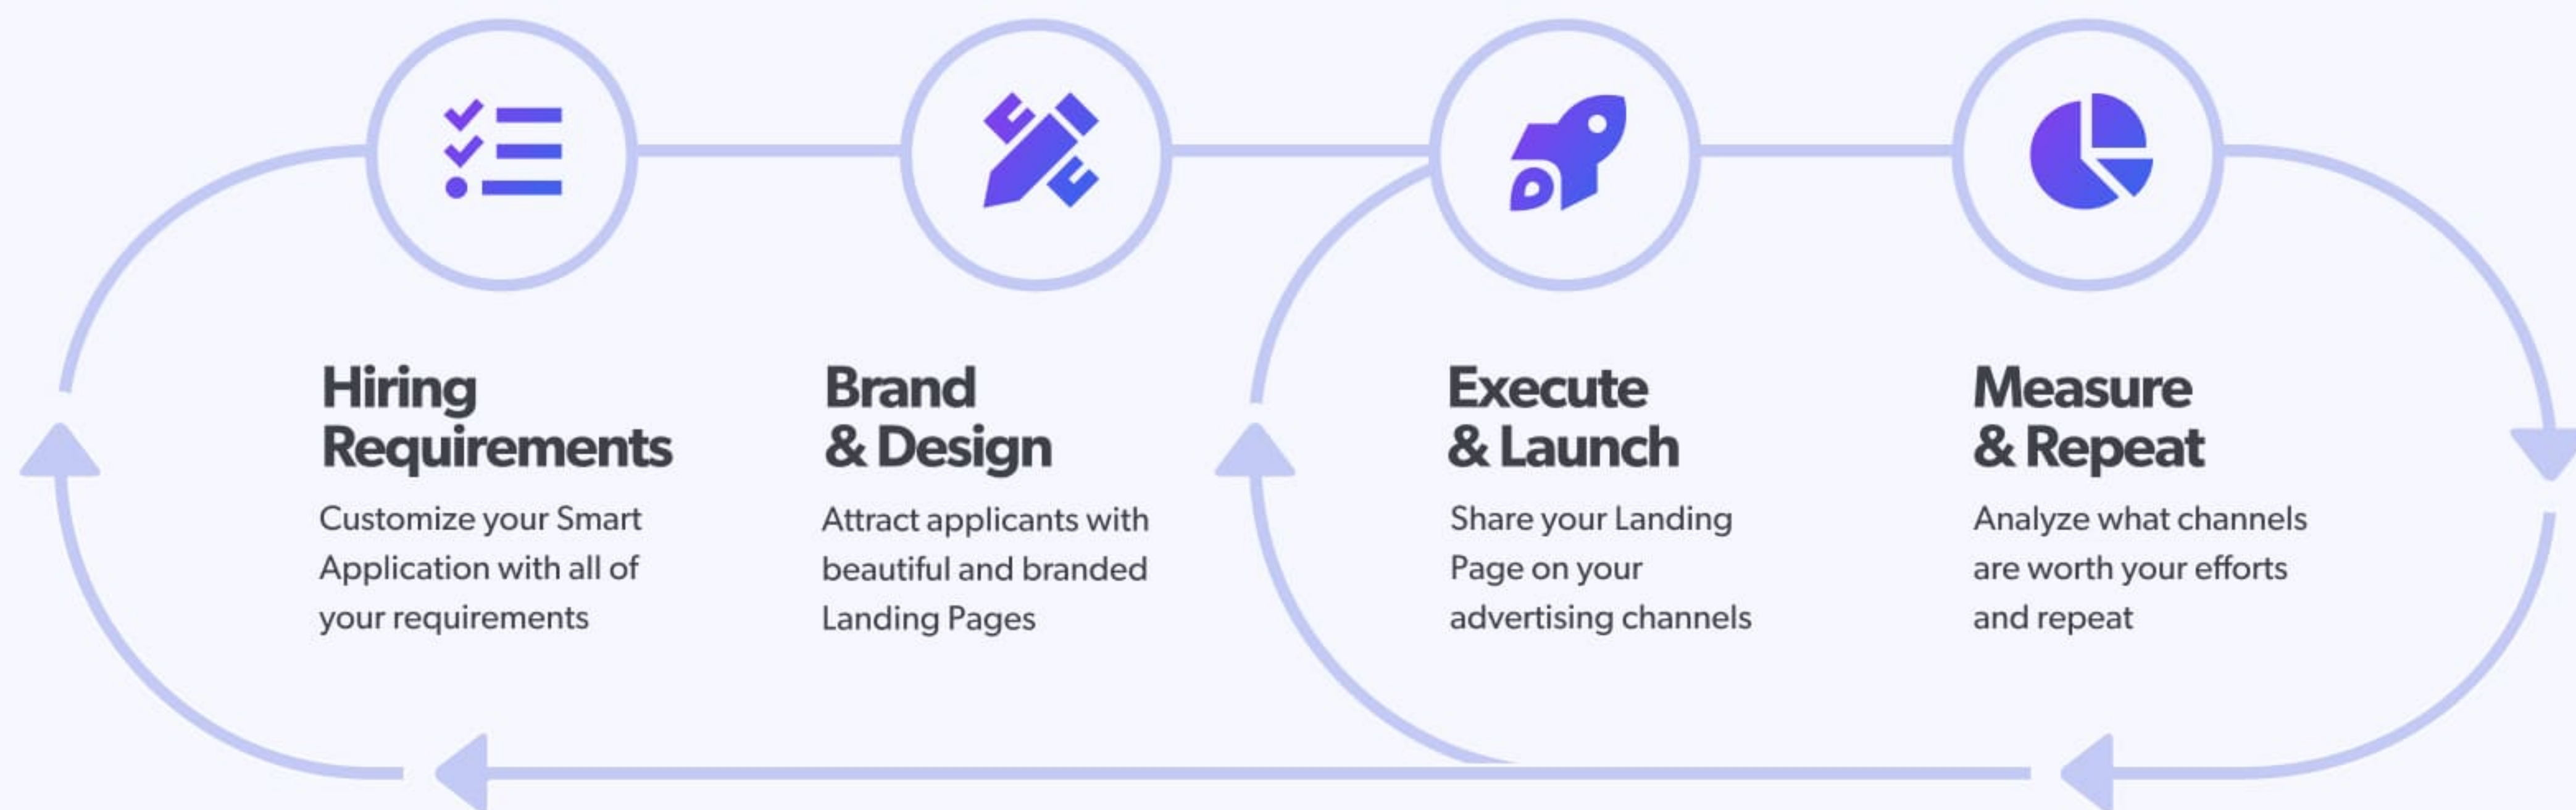 Hiring
Requirements
Customize your Smart
Application with all of
your requirements
Brand
& Design
Attract applicants with
beautiful and branded
Landing Pages
Execute
& Launch
Share your Landing
Page on your
advertising channels
Measure
& Repeat
Analyze what channels
are worth your efforts
and repeat